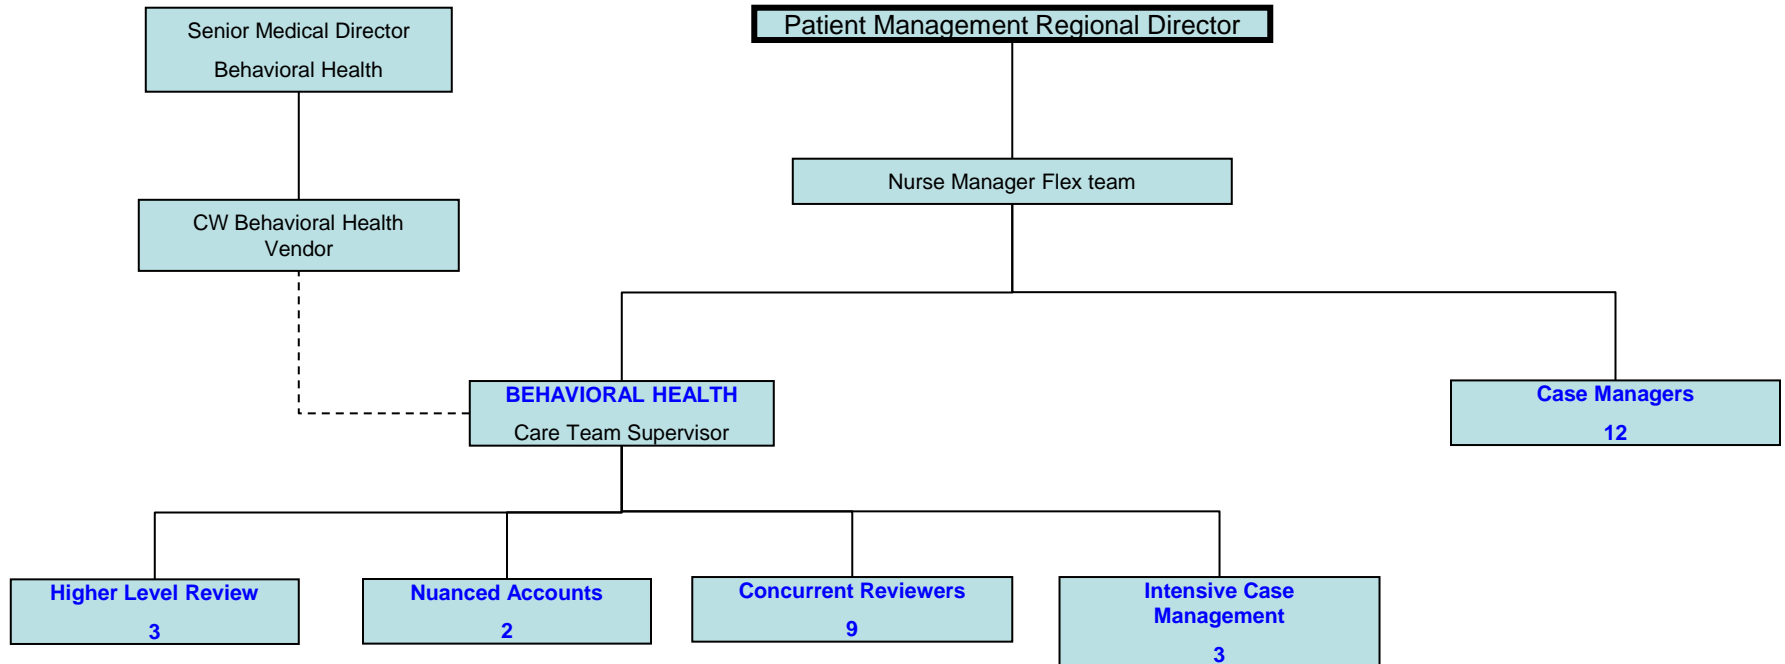 Senior Medical Director
Behavioral Health
Patient Management Regional Director
Nurse Manager Flex team
CW Behavioral Health
Vendor
BEHAVIORAL HEALTH
Care Team Supervisor
Case Managers
12
Higher Level Review
3
Nuanced Accounts
2
Concurrent Reviewers
9
Intensive Case
Management
3